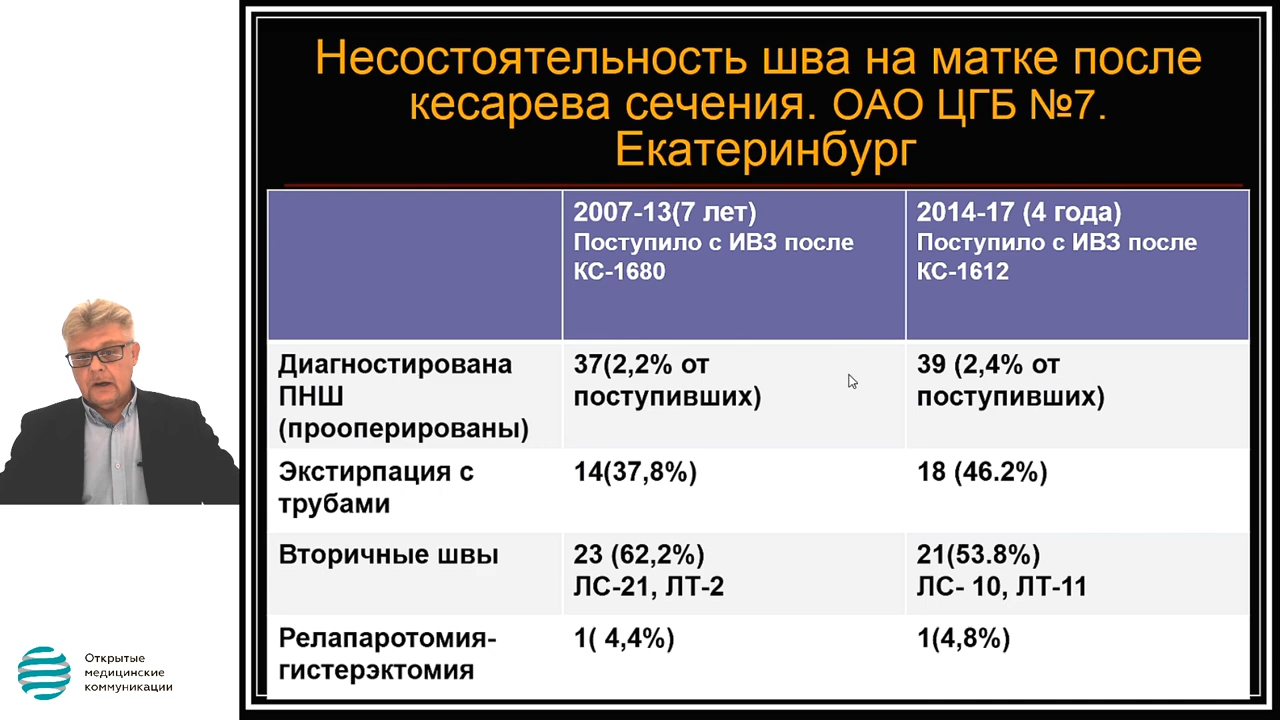 Несостоятельность шва на матке после
кесарева сечения. ОАО ЦГБ №7.
Екатеринбург
2007-13(7 лет)
Поступило с ИВЗ после
КС-1680
2014-17 (4 года)
Поступило с ИВЗ после
КС-1612
Диагностирована
ПНШ
(прооперированы)
37(2,2% от
поступивших)
39 (2,4% от
поступивших)
Экстирпация с
трубами
14(37,8%)
18 (46.2%)
Вторичные швы
23 (62,2%)
ЛС-21, ЛТ-2
21(53.8%)
ЛС- 10, ЛТ-11
Релапаротомия-
гистерэктомия
1( 4,4%)
1(4,8%)
Открытые
медицинские
коммуникации